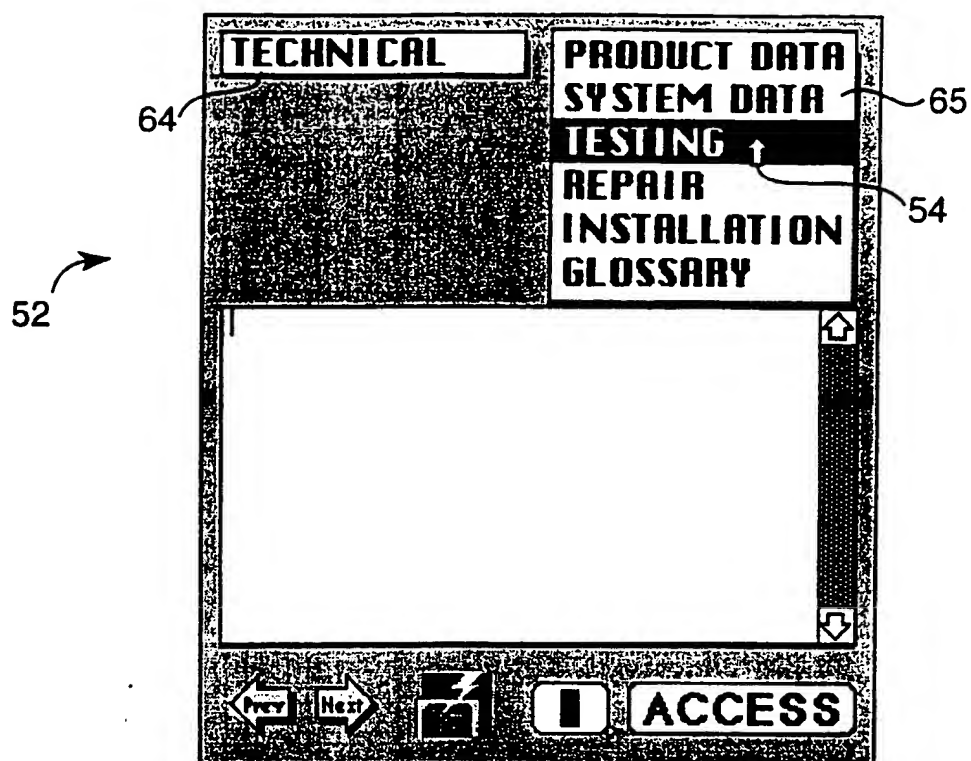 TECHNICAL
PRODUCT DATA
SYSTEM DATA
TESTING
REPAIR
INSTALLATION
GLOSSARY
64
65
54
52
Prev
Next
ACCESS